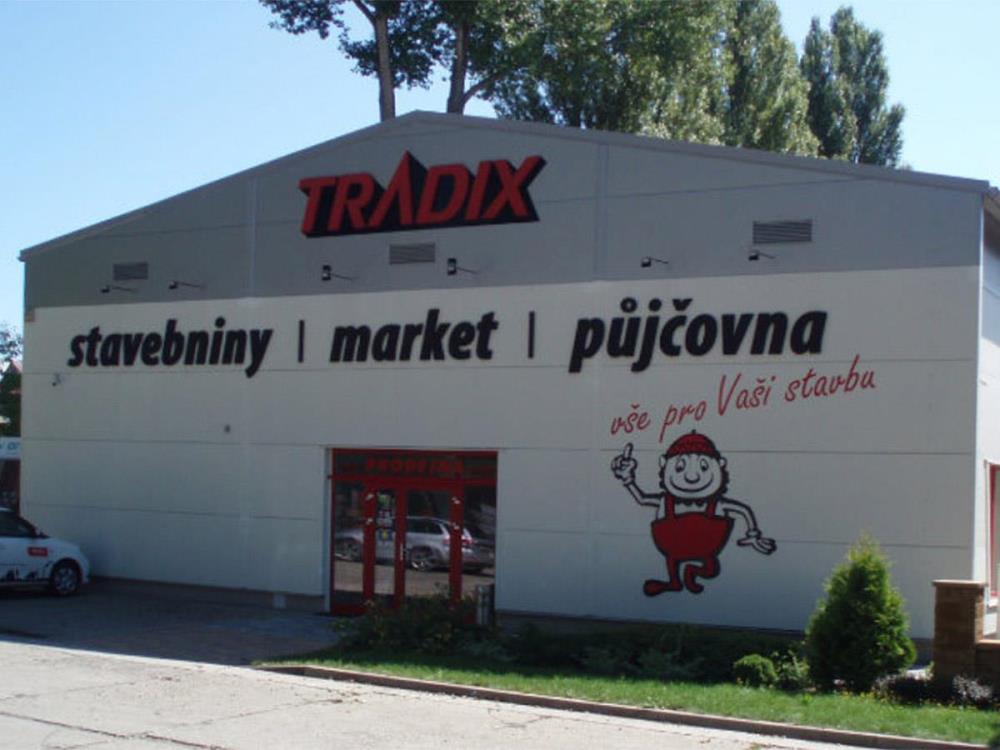 TRADIX
stavebniny | market | půjčovna
vše pro Vaši stavbu
PRODEJNA